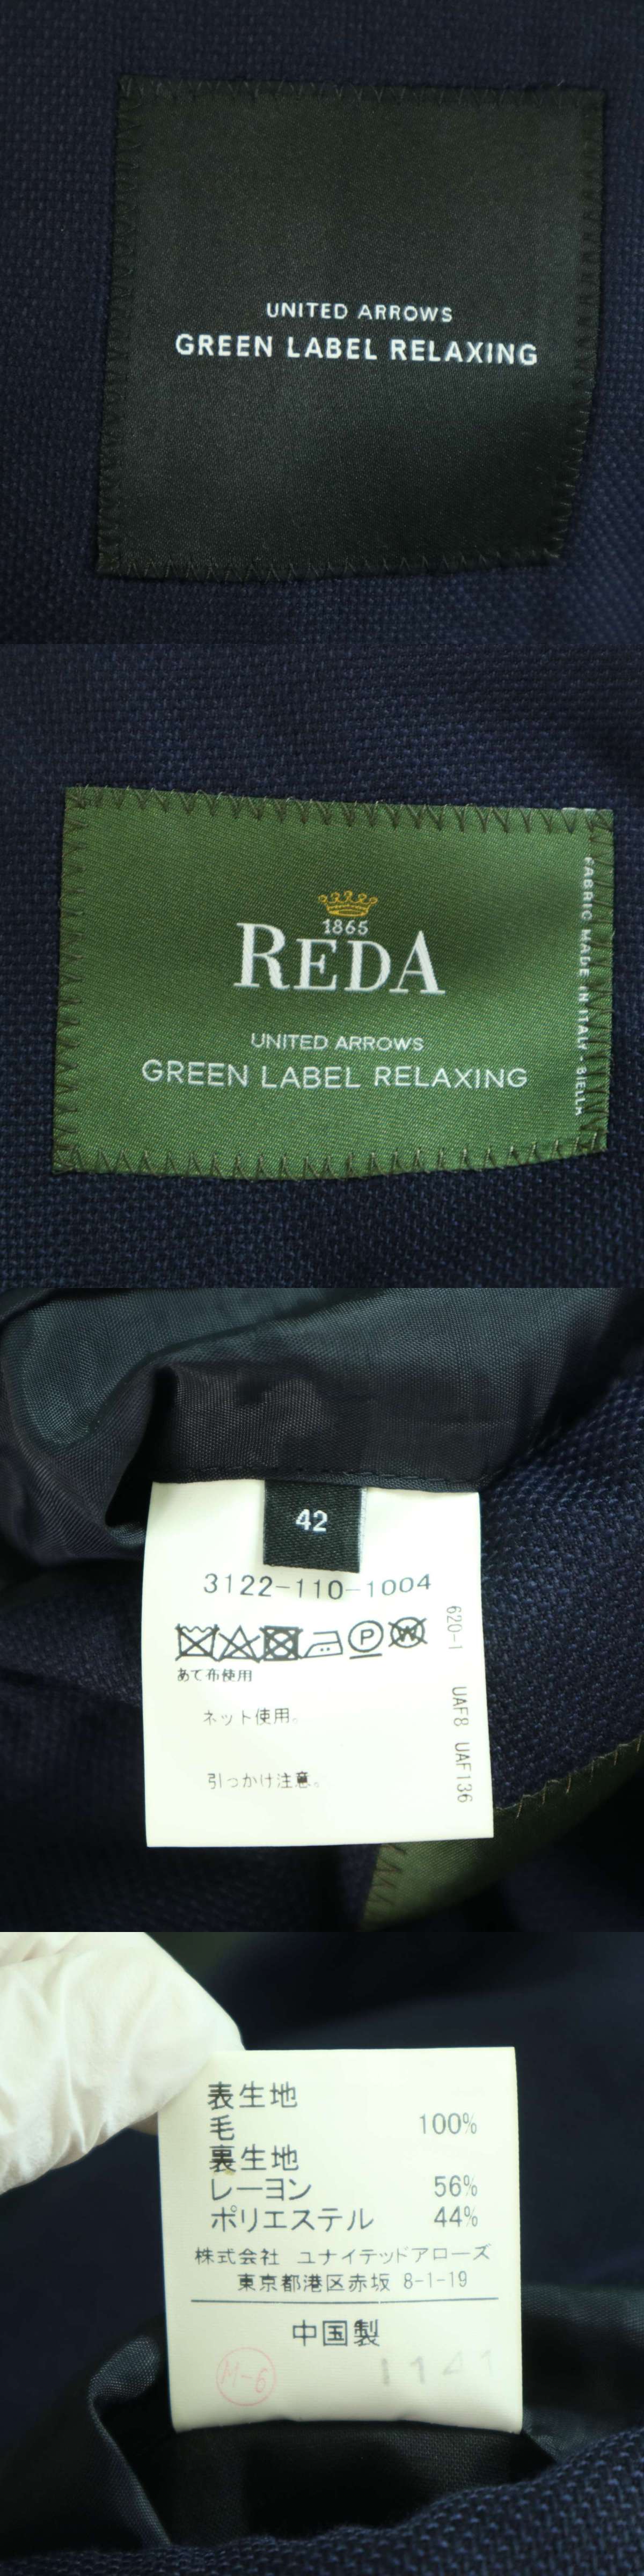 UNITED ARROWS
GREEN LABEL RELAXING
1865
REDA
UNITED ARROWS
GREEN LABEL RELAXING
FABRIC MADE IN ITALY - BIELLA
42
3122-110-1004
P
W
あて布使用
ネット使用。
引っかけ注意。
620-1 UAF8 UAF136
表生地
毛 100%
裏生地
レーヨン 56%
ポリエステル 44%
株式会社 ユナイテッドアローズ
東京都港区赤坂 8-1-19
中国製
M-6 1141